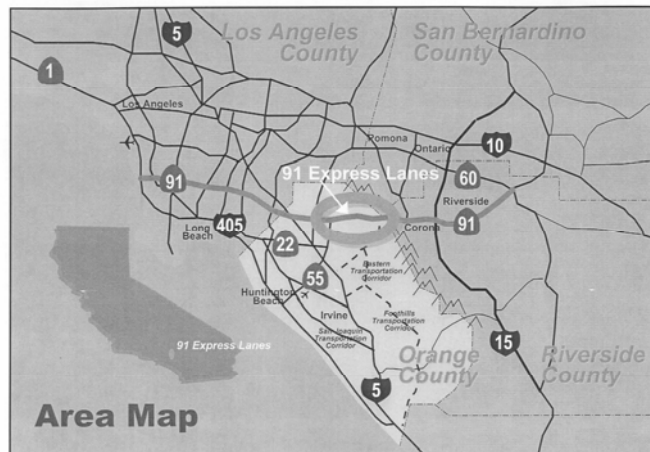 5
Los Angeles
County
San Bernardino
County
1
Los Angeles
Pomona
Ontario
10
91 Express Lanes
60
91
Riverside
Long
Beach
405
Corona
91
22
Eastern
Transportation
Corridor
55
Huntington
Beach
Irvine
Foothills
Transportation
Corridor
San Joaquin
Transportation
Corridor
91 Express Lanes
Orange
County
15
Riverside
County
5
Area Map